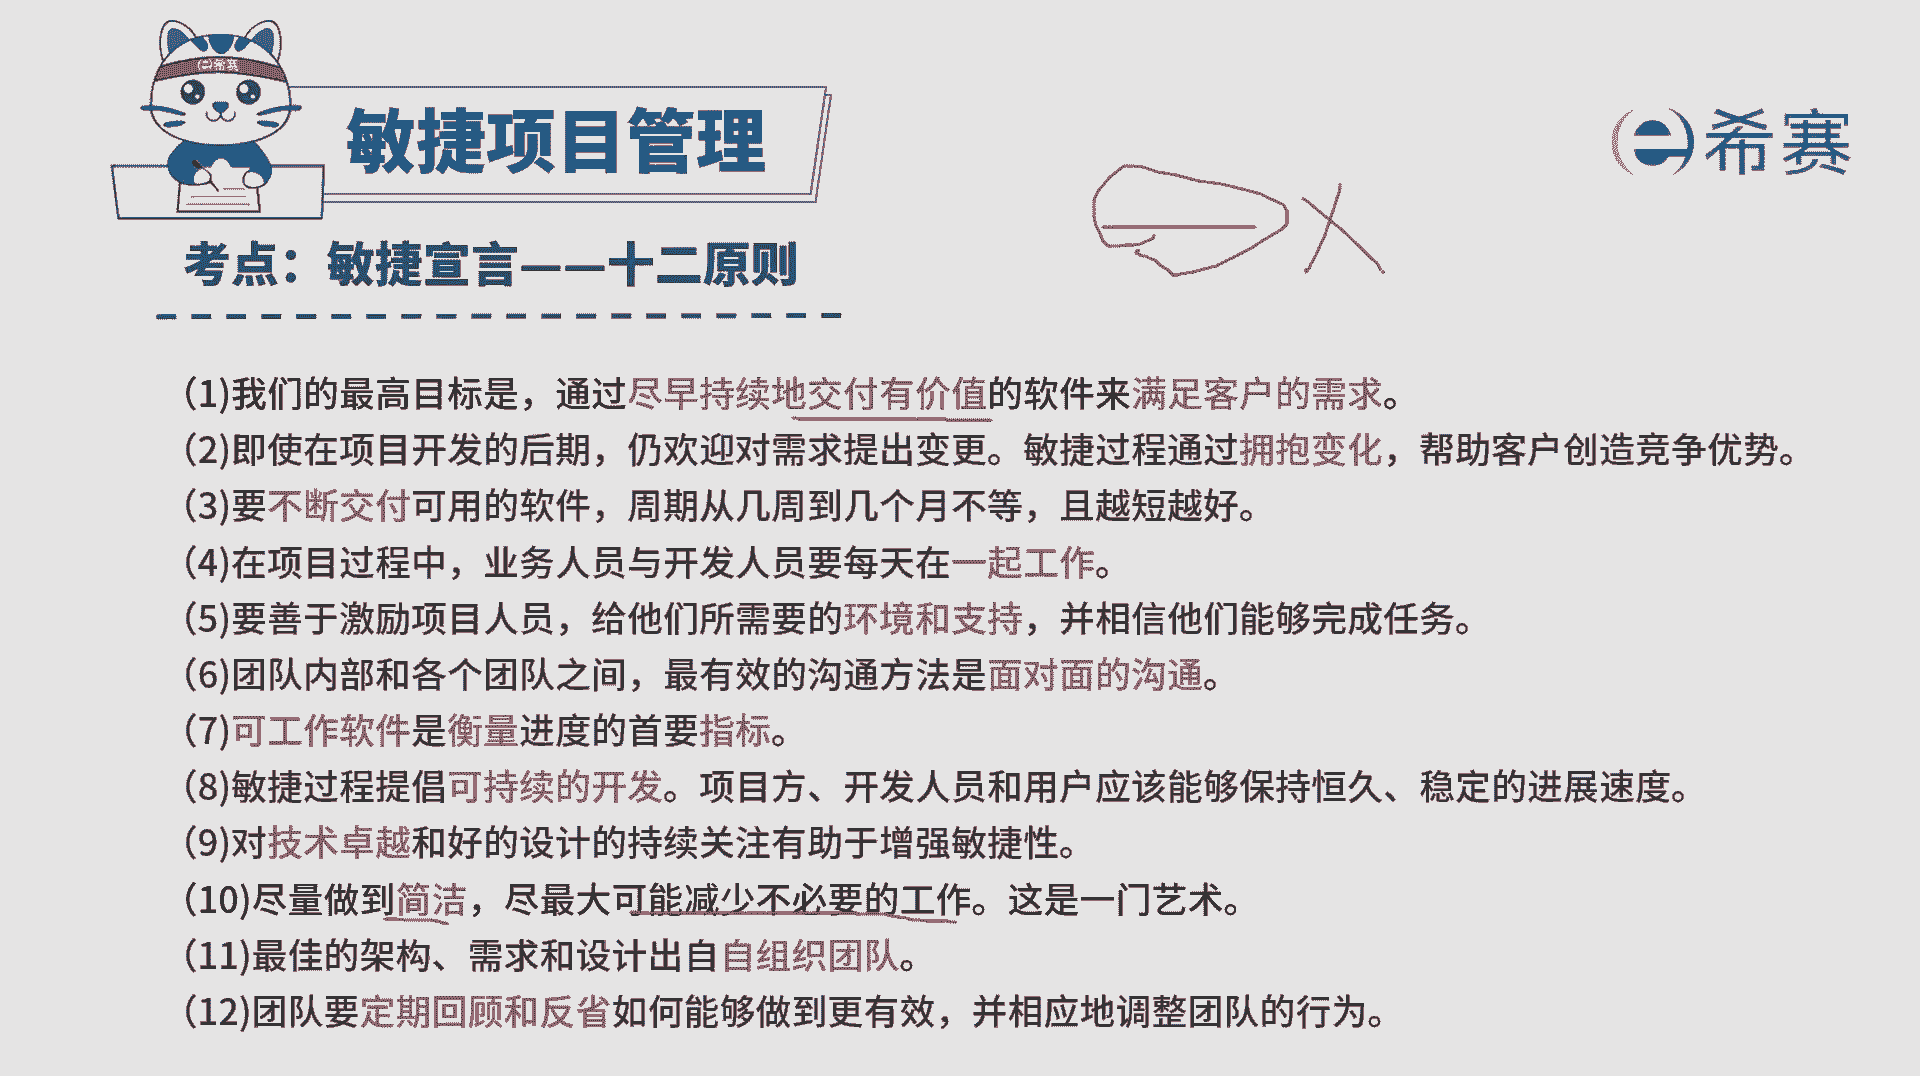 希赛
敏捷项目管理
希赛
考点：敏捷宣言——十二原则
(1)我们的最高目标是，通过尽早持续地交付有价值的软件来满足客户的需求。
(2)即使在项目开发的后期，仍欢迎对需求提出变更。敏捷过程通过拥抱变化，帮助客户创造竞争优势。
(3)要不断交付可用的软件，周期从几周到几个月不等，且越短越好。
(4)在项目过程中，业务人员与开发人员要每天在一起工作。
(5)要善于激励项目人员，给他们所需要的环境和支持，并相信他们能够完成任务。
(6)团队内部和各个团队之间，最有效的沟通方法是面对面的沟通。
(7)可工作软件是衡量进度的首要指标。
(8)敏捷过程提倡可持续的开发。项目方、开发人员和用户应该能够保持恒久、稳定的进展速度。
(9)对技术卓越和好的设计的持续关注有助于增强敏捷性。
(10)尽量做到简洁，尽最大可能减少不必要的工作。这是一门艺术。
(11)最佳的架构、需求和设计出自自组织团队。
(12)团队要定期回顾和反省如何能够做到更有效，并相应地调整团队的行为。